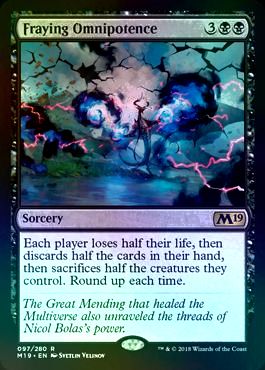 Fraying Omnipotence 3
Sorcery M19
Each player loses half their life, then
discards half the cards in their hand,
then sacrifices half the creatures they
control. Round up each time.
The Great Mending that healed the
Multiverse also unraveled the threads of
Nicol Bolas's power.
097/280 R
M19 • EN Svetlin Velinov
™ & © 2018 Wizards of the Coast